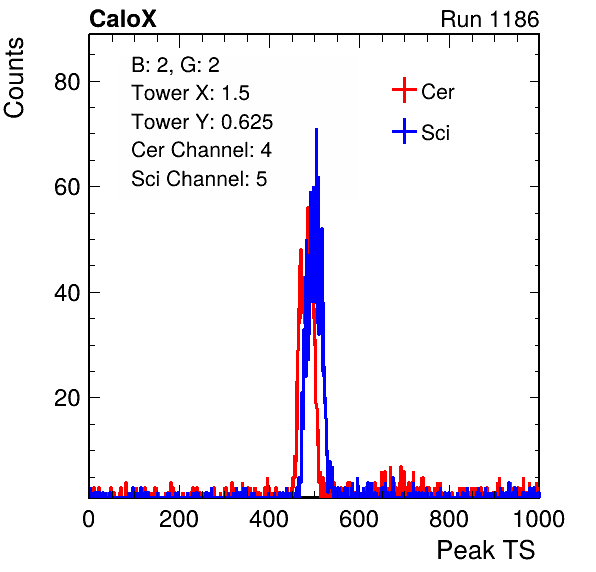 CaloX Run 1186
Counts
B: 2, G: 2
Tower X: 1.5
Tower Y: 0.625
Cer Channel: 4
Sci Channel: 5
Cer
Sci
80
60
40
20
0 200 400 600 800 1000
Peak TS